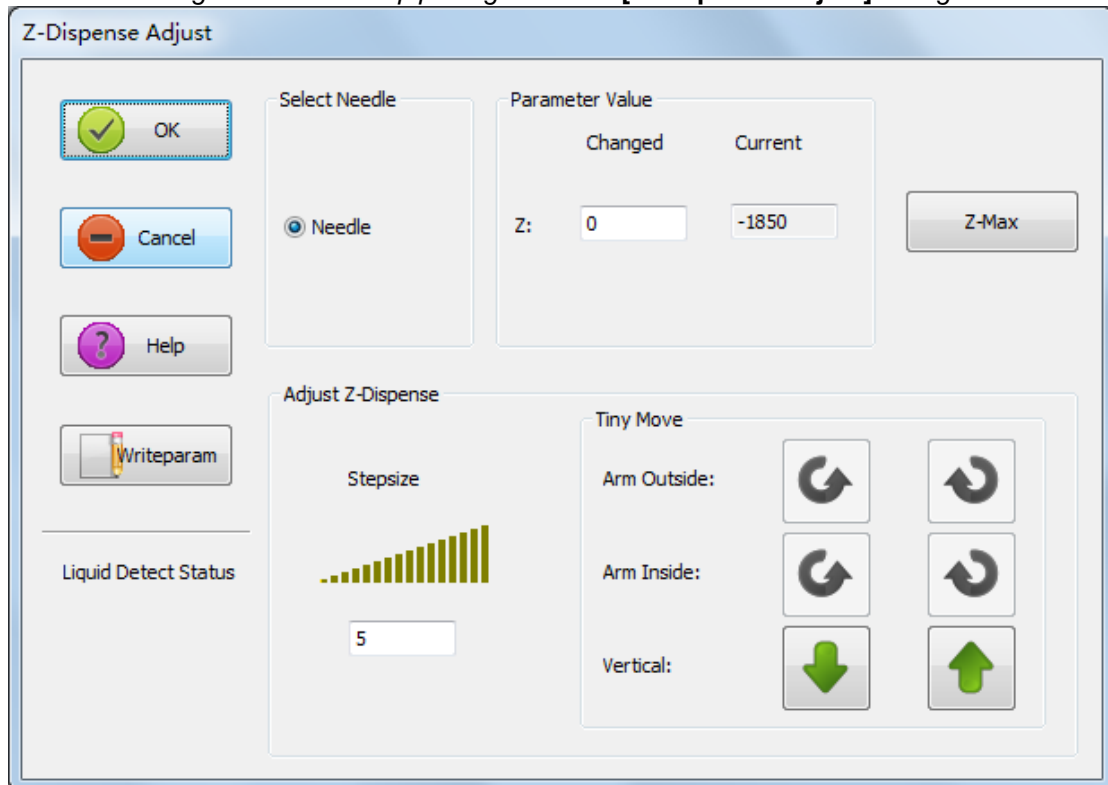 Z-Dispense Adjust
OK
Cancel
Help
Writeparam
Liquid Detect Status
Select Needle
Needle
Parameter Value
Changed Current
Z: 0 -1850
Z-Max
Adjust Z-Dispense
Stepsize
5
Tiny Move
Arm Outside:
Arm Inside:
Vertical: